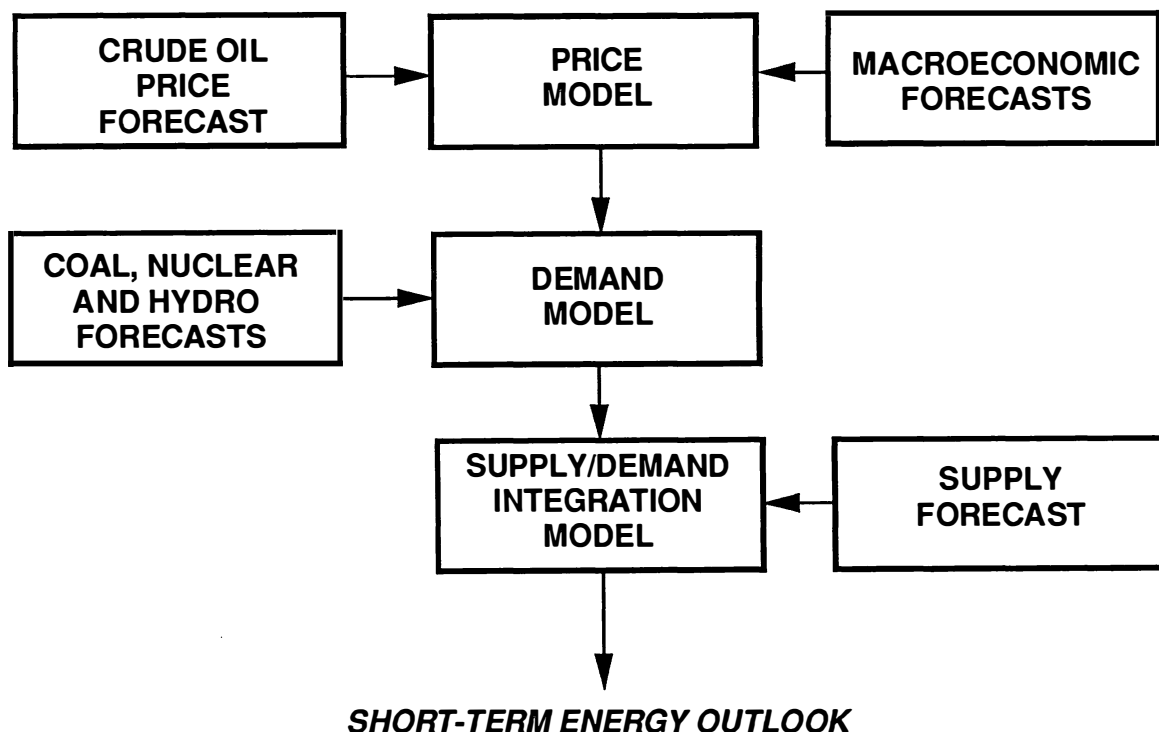 CRUDE OIL
PRICE
FORECAST
PRICE
MODEL
MACROECONOMIC
FORECASTS
COAL, NUCLEAR
AND HYDRO
FORECASTS
DEMAND
MODEL
SUPPLY/DEMAND
INTEGRATION
MODEL
SUPPLY
FORECAST
SHORT-TERM ENERGY OUTLOOK